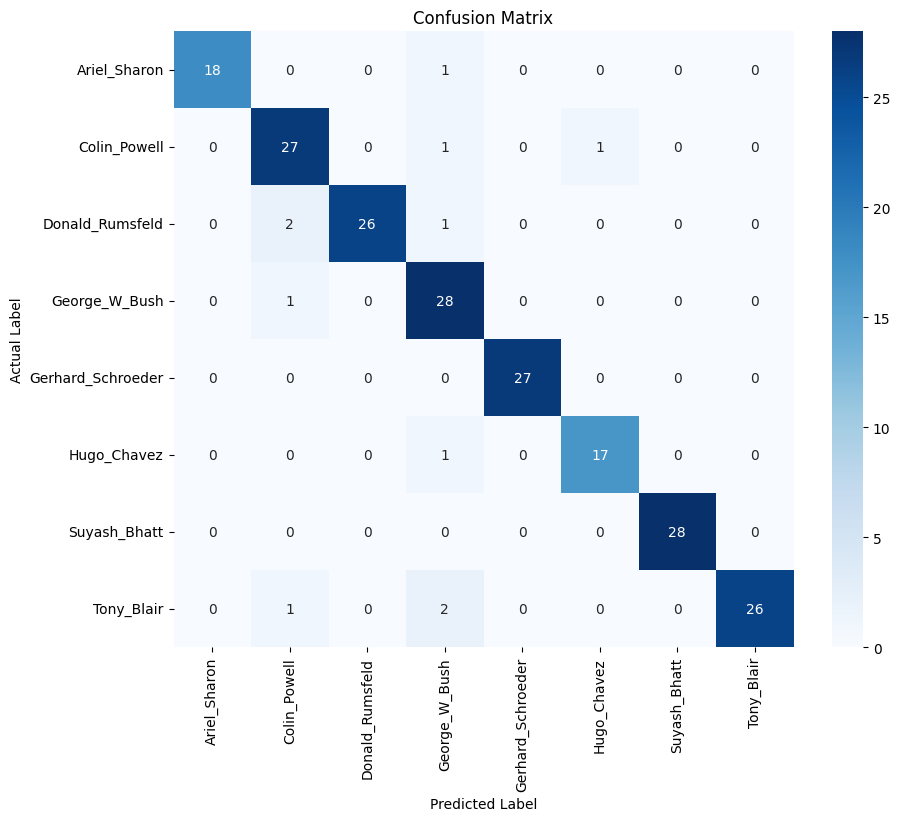 Confusion Matrix
Ariel_Sharon 18 0 0 1 0 0 0 0
Colin_Powell 0 27 0 1 0 1 0 0
Donald_Rumsfeld 0 2 26 1 0 0 0 0
George_W_Bush 0 1 0 28 0 0 0 0
Gerhard_Schroeder 0 0 0 0 27 0 0 0
Hugo_Chavez 0 0 0 1 0 17 0 0
Suyash_Bhatt 0 0 0 0 0 0 28 0
Tony_Blair 0 1 0 2 0 0 0 26
Actual Label
Ariel_Sharon
Colin_Powell
Donald_Rumsfeld
George_W_Bush
Gerhard_Schroeder
Hugo_Chavez
Suyash_Bhatt
Tony_Blair
Predicted Label
25
20
15
10
5
0